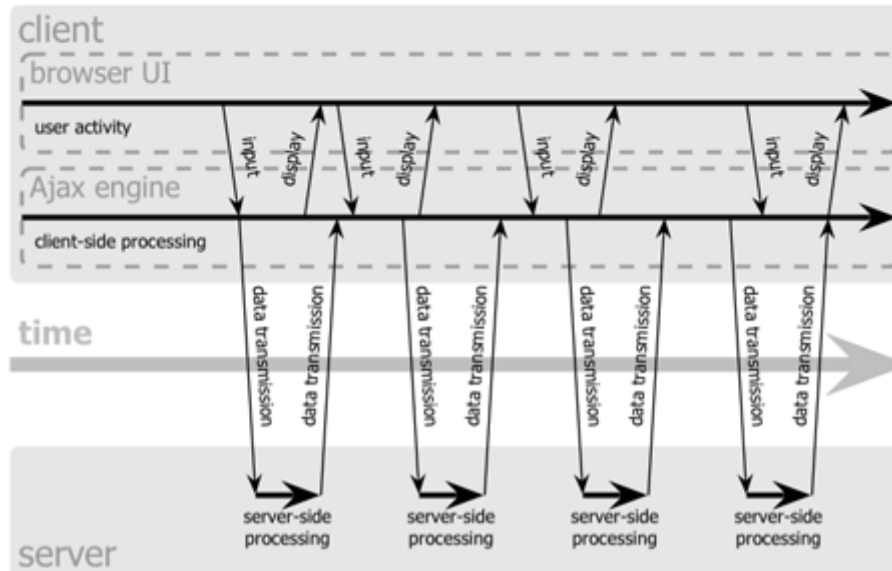 client
browser UI
user activity
input
display
input
display
input
display
input
display
Ajax engine
client-side processing
data transmission
data transmission
data transmission
data transmission
data transmission
data transmission
data transmission
data transmission
time
server-side
processing
server-side
processing
server-side
processing
server-side
processing
server